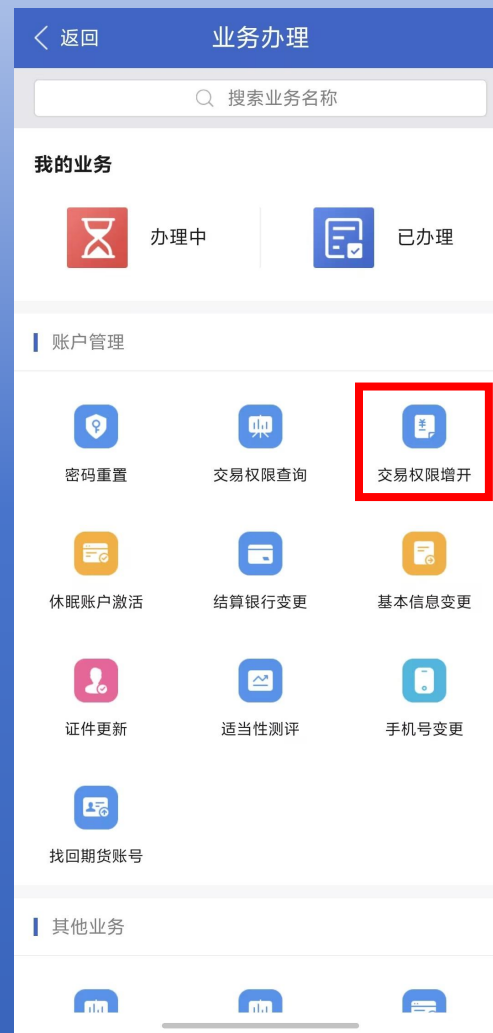 返回 业务办理
搜索业务名称
我的业务
办理中 已办理
账户管理
密码重置 交易权限查询 交易权限增开
休眠账户激活 结算银行变更 基本信息变更
证件更新 适当性测评 手机号变更
找回期货账号
其他业务